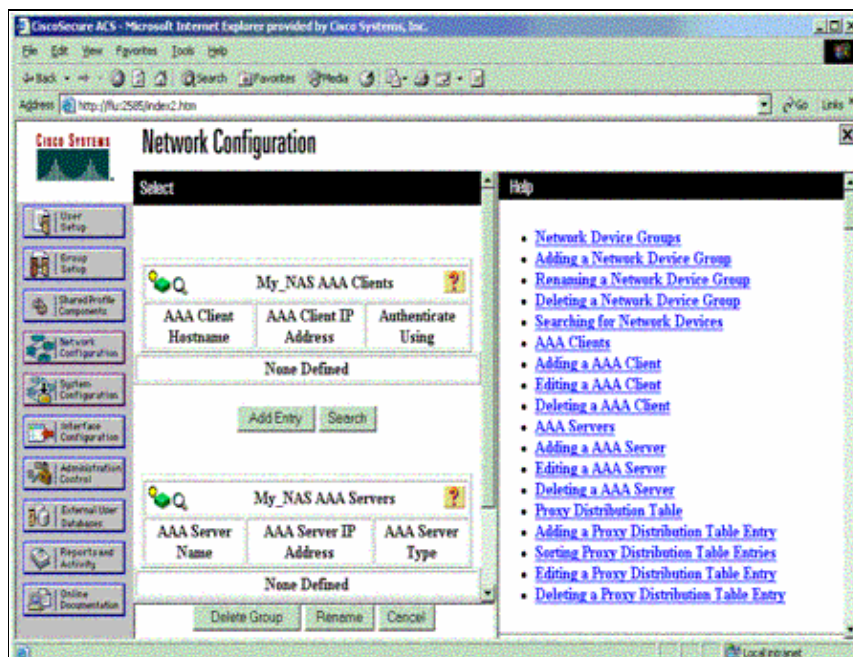 CiscoSecure ACS - Microsoft Internet Explorer provided by Cisco Systems, Inc.
File Edit View Favorites Tools Help
Back Search Favorites Media
Address http://flu:2585/index2.htm Go Links
CISCO SYSTEMS
Network Configuration
User Setup
Group Setup
Shared Profile Components
Network Configuration
System Configuration
Interface Configuration
Administration Control
External User Databases
Reports and Activity
Online Documentation
Select
My_NAS AAA Clients
AAA Client Hostname
AAA Client IP Address
Authenticate Using
None Defined
Add Entry Search
My_NAS AAA Servers
AAA Server Name
AAA Server IP Address
AAA Server Type
None Defined
Delete Group Rename Cancel
Help
Network Device Groups
Adding a Network Device Group
Renaming a Network Device Group
Deleting a Network Device Group
Searching for Network Devices
AAA Clients
Adding a AAA Client
Editing a AAA Client
Deleting a AAA Client
AAA Servers
Adding a AAA Server
Editing a AAA Server
Deleting a AAA Server
Proxy Distribution Table
Adding a Proxy Distribution Table Entry
Sorting Proxy Distribution Table Entries
Editing a Proxy Distribution Table Entry
Deleting a Proxy Distribution Table Entry
Local intranet